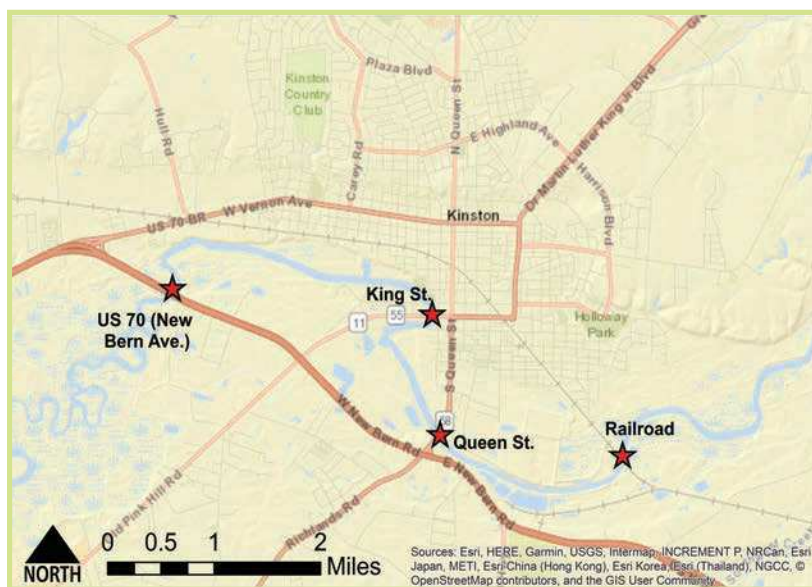 Plaza Blvd
Kinston
Country
Club
Hull Rd
Carey Rd
N Queen St
E Highland Ave
Dr Martin Luther King Jr Blvd
Harrison Blvd
US 70 BR
W Vernon Ave
Kinston
King St.
US 70 (New
Bern Ave.)
55
11
Holloway
Park
S Queen St
W New Bern Rd
Queen St.
Railroad
E New Bern Rd
Old Pink Hill Rd
Richlands Rd
NORTH
0 0.5 1 2
Miles
Sources: Esri, HERE, Garmin, USGS, Intermap, INCREMENT P, NRCan, Esri
Japan, METI, Esri China (Hong Kong), Esri Korea, Esri (Thailand), NGCC, ©
OpenStreetMap contributors, and the GIS User Community